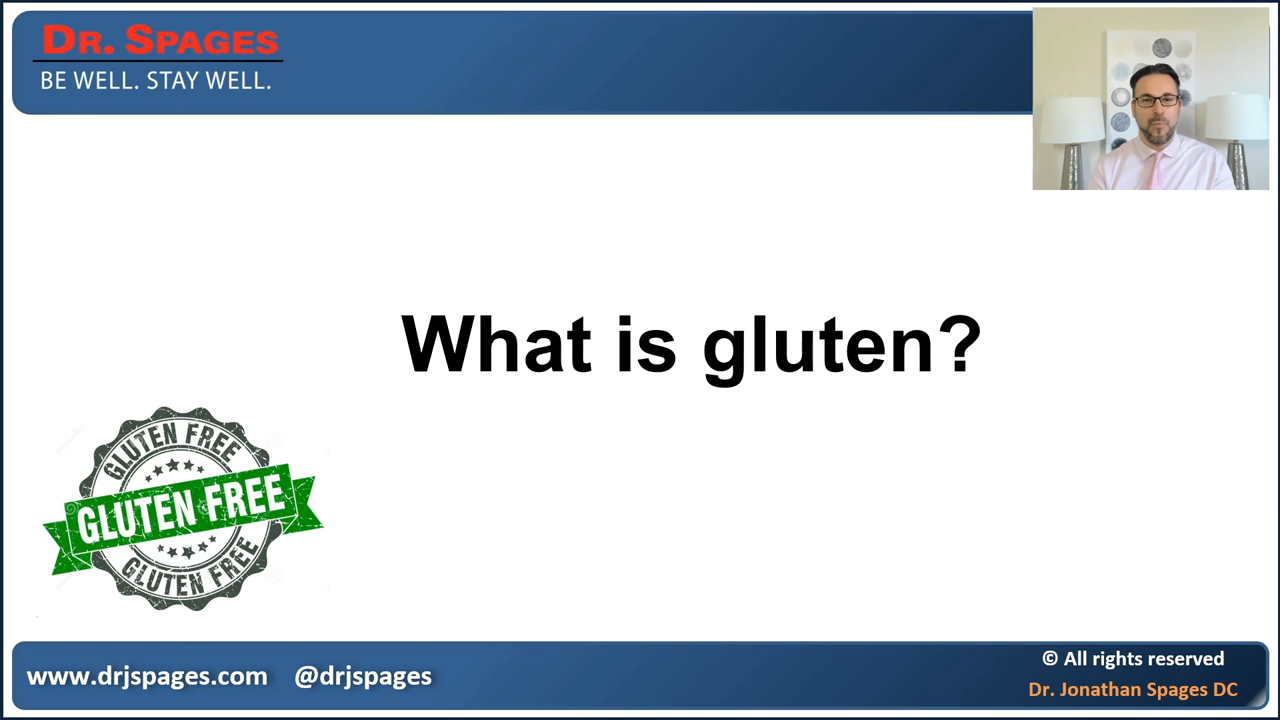 DR. SPAGES
BE WELL. STAY WELL.
What is gluten?
GLUTEN FREE
GLUTEN FREE
GLUTEN FREE
www.drjspages.com @drjspages
© All rights reserved
Dr. Jonathan Spages DC